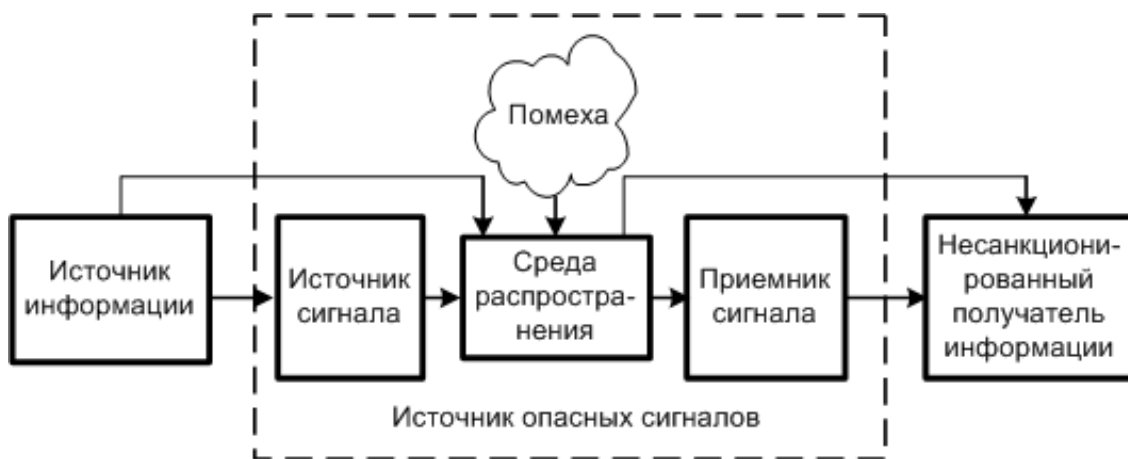 Помеха
Источник
информации
Источник
сигнала
Среда
распростра-
нения
Приемник
сигнала
Несанкциони-
рованный
получатель
информации
Источник опасных сигналов